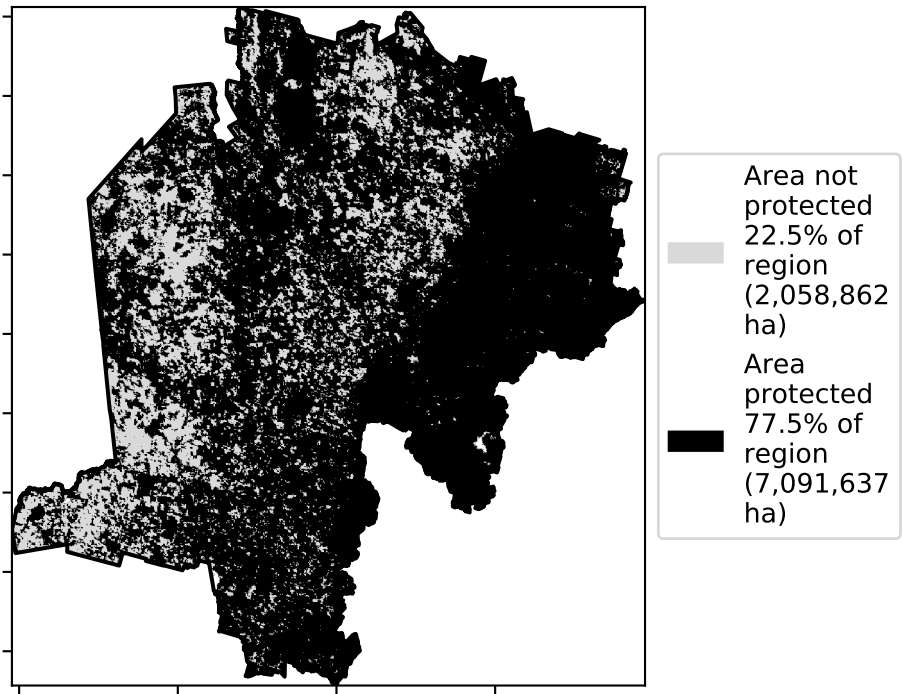 Area not
protected
22.5% of
region
(2,058,862
ha)
Area
protected
77.5% of
region
(7,091,637
ha)